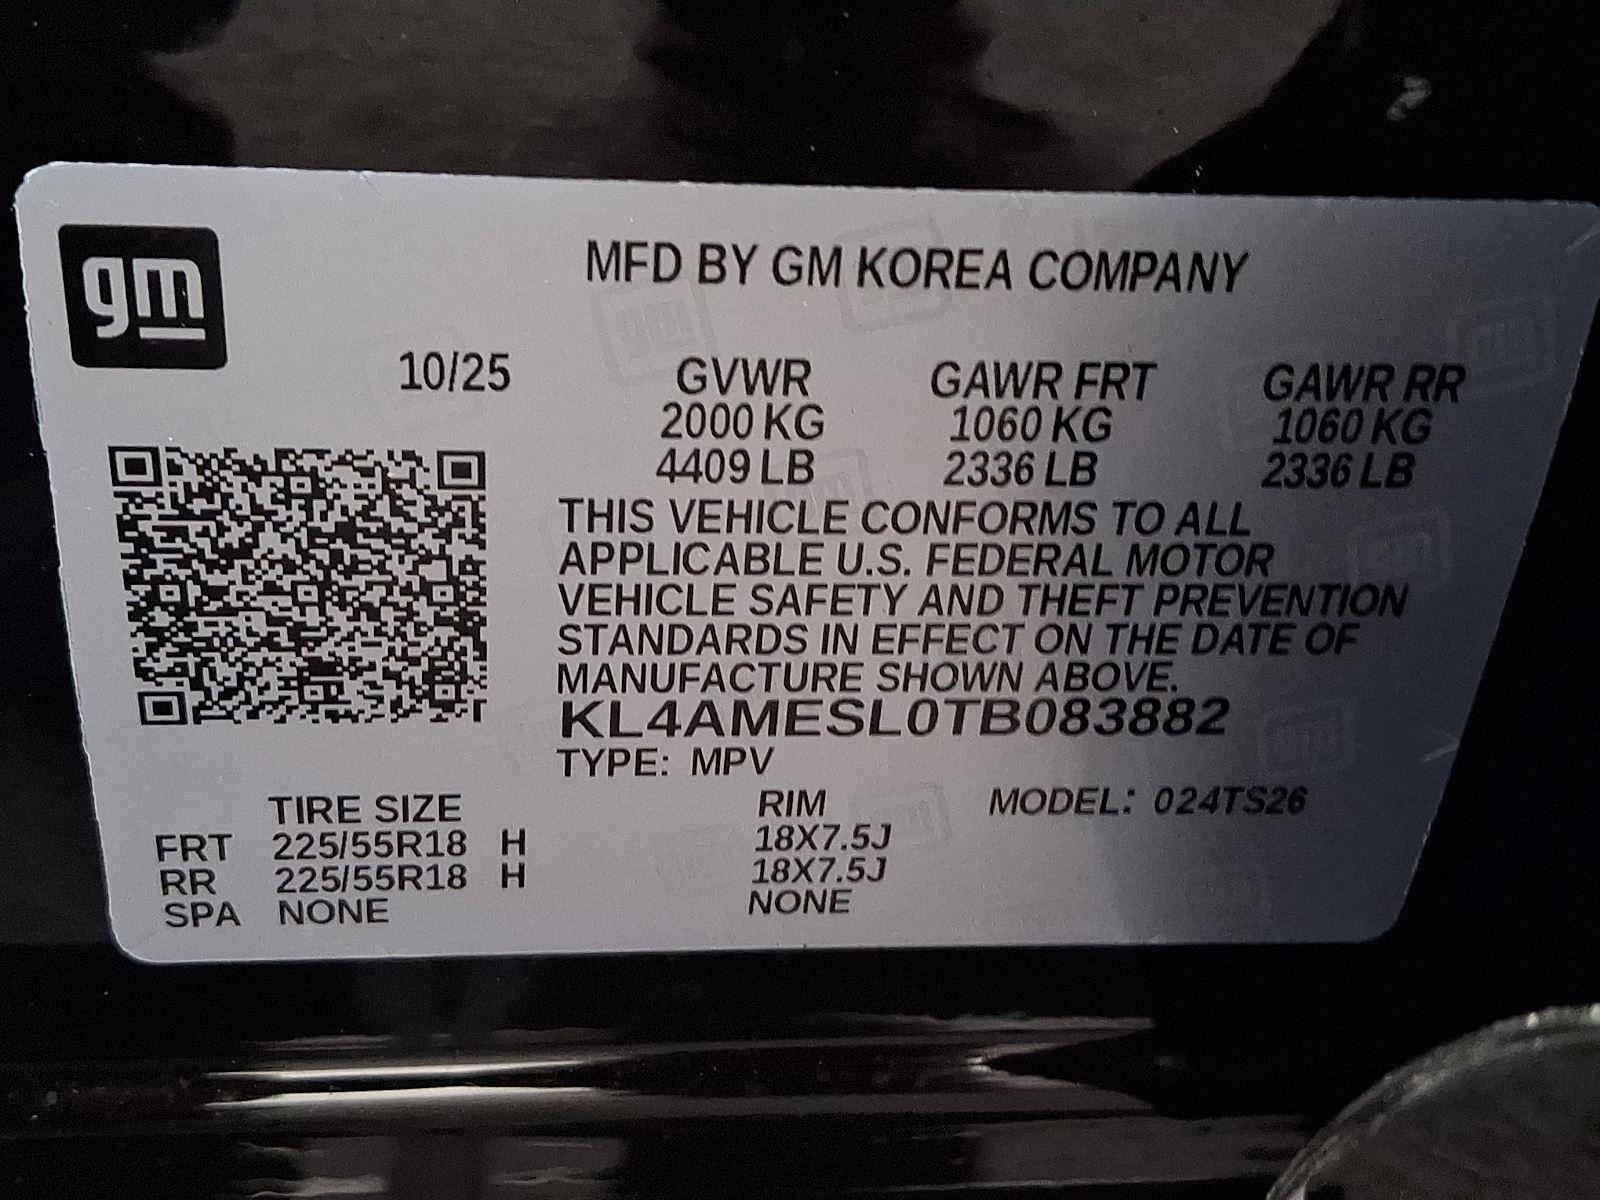 gm
MFD BY GM KOREA COMPANY
10/25 GVWR GAWR FRT GAWR RR
2000 KG 1060 KG 1060 KG
4409 LB 2336 LB 2336 LB
THIS VEHICLE CONFORMS TO ALL
APPLICABLE U.S. FEDERAL MOTOR
VEHICLE SAFETY AND THEFT PREVENTION
STANDARDS IN EFFECT ON THE DATE OF
MANUFACTURE SHOWN ABOVE.
KL4AMESL0TB083882
TYPE: MPV
TIRE SIZE RIM MODEL: 024TS26
FRT 225/55R18 H 18X7.5J
RR 225/55R18 H 18X7.5J
SPA NONE NONE